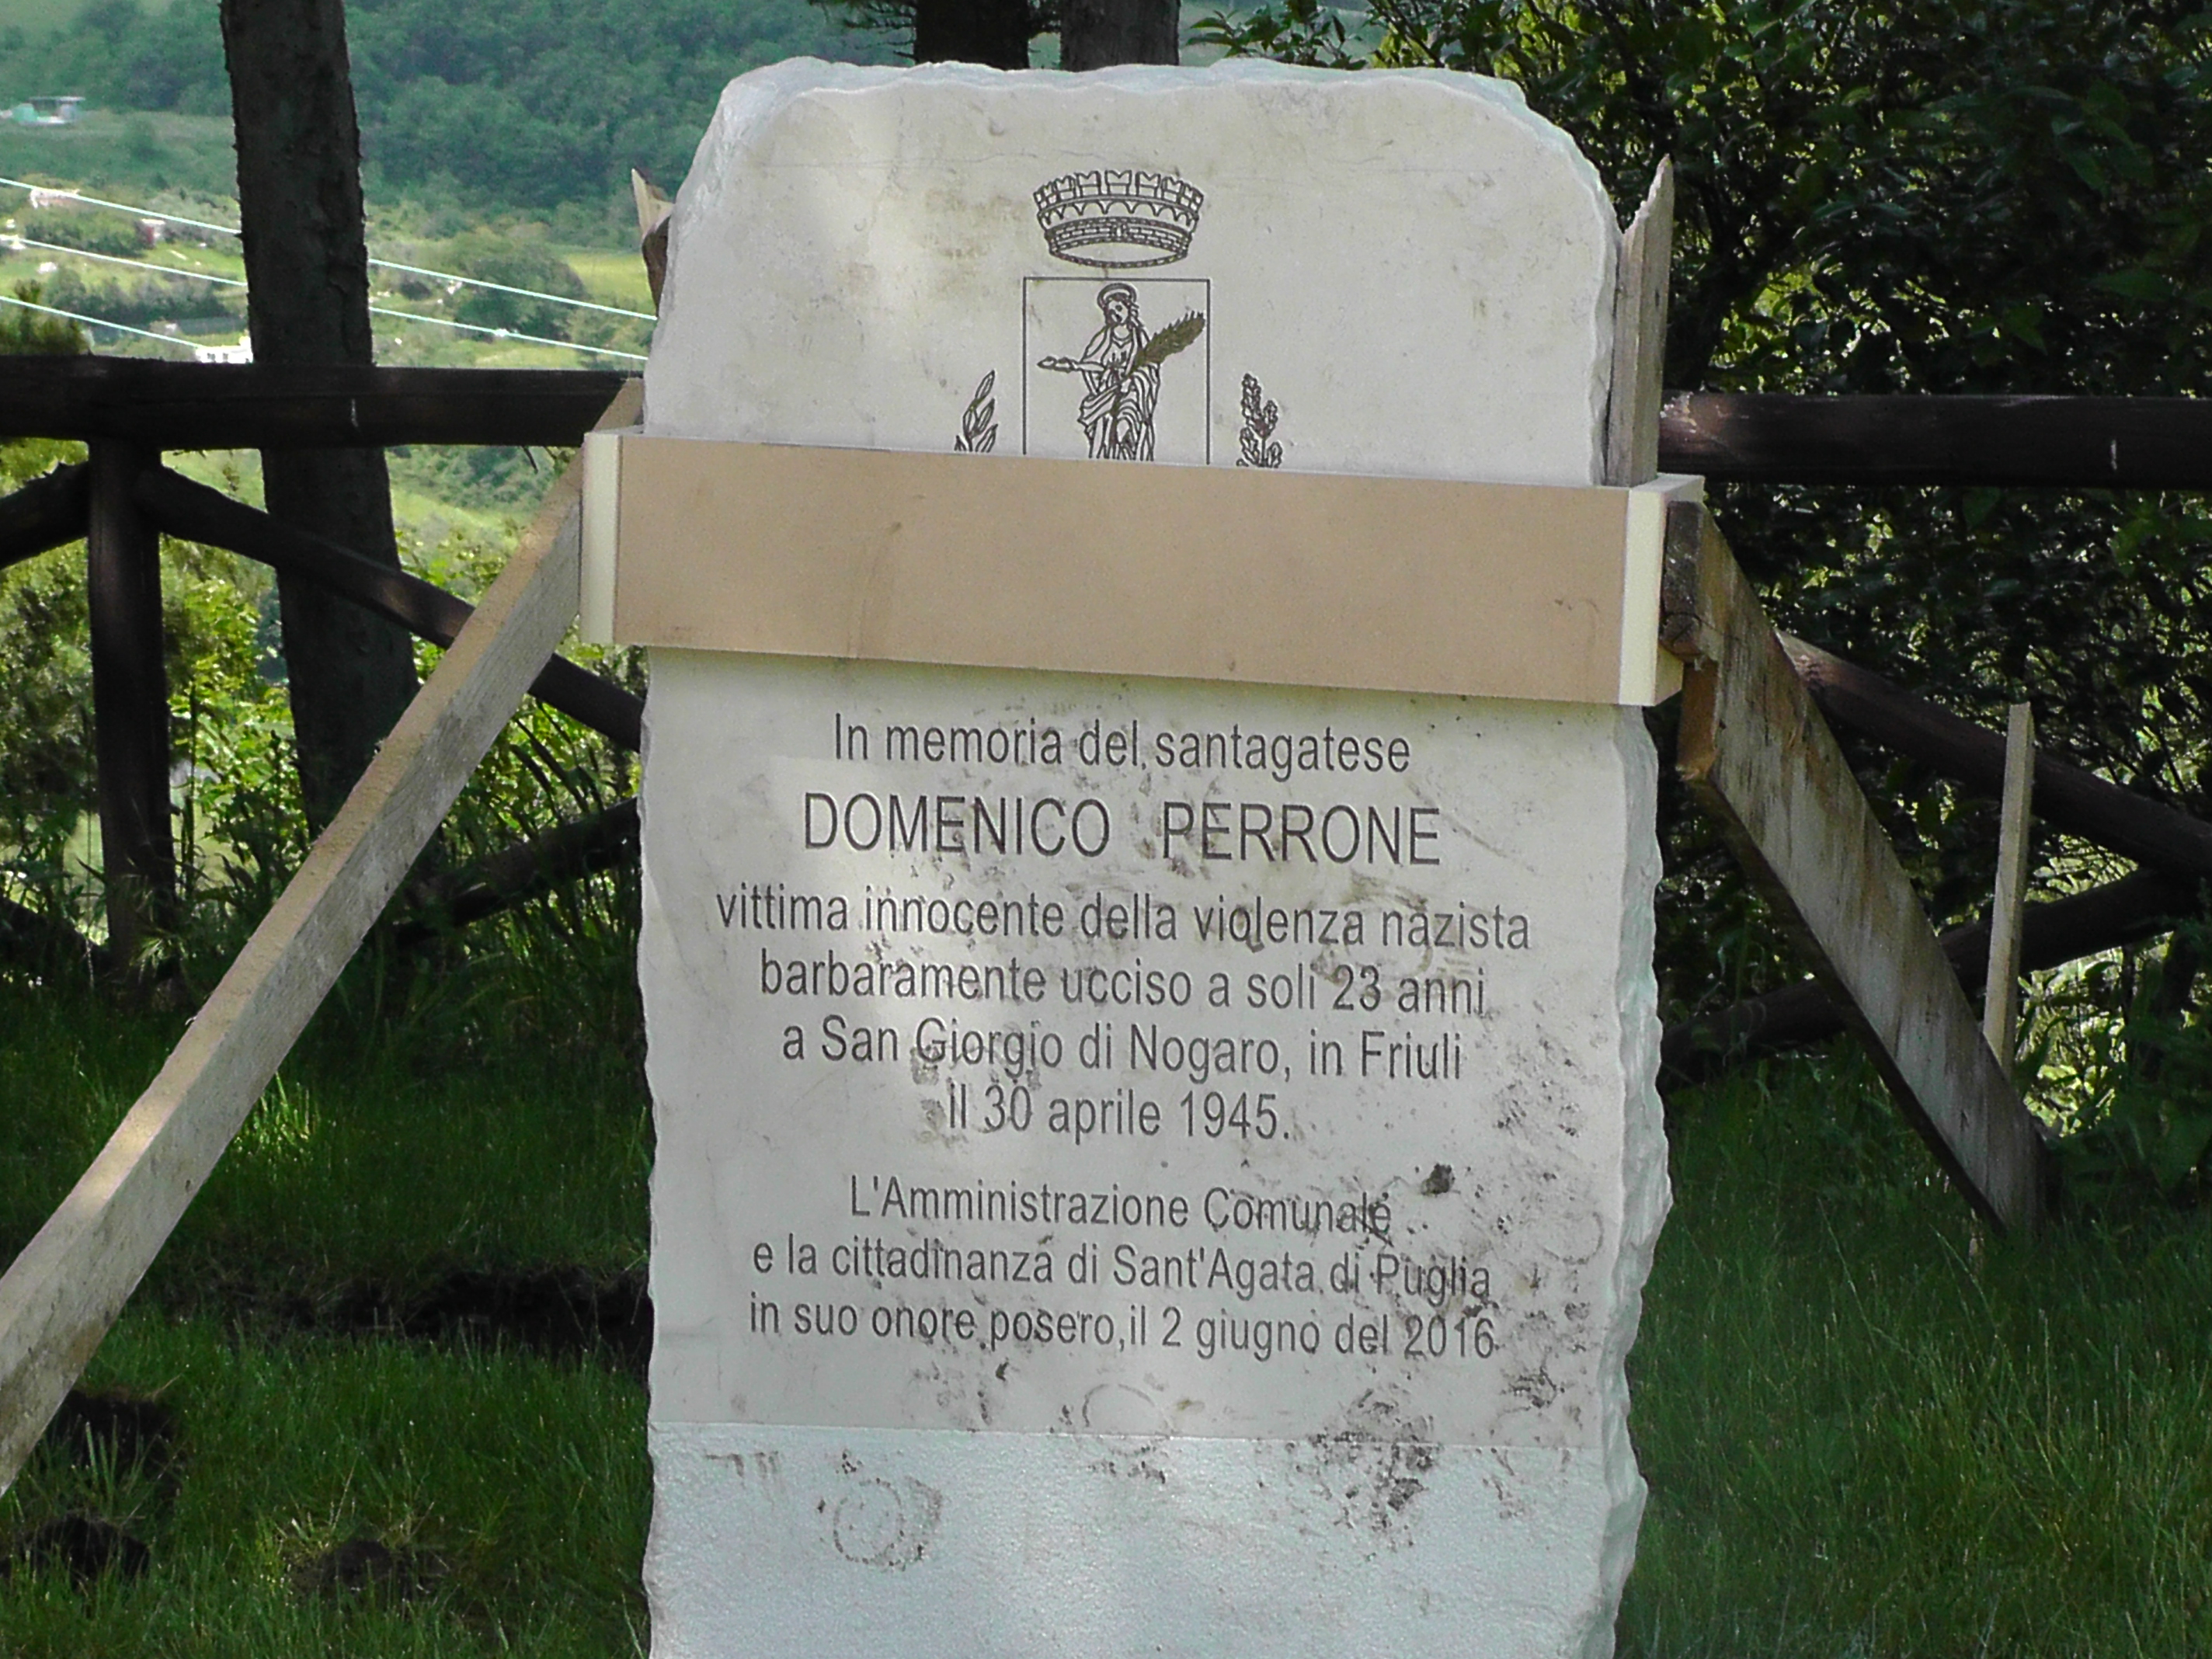 In memoria del santagatese
DOMENICO PERRONE
vittima innocente della violenza nazista
barbaramente ucciso a soli 23 anni
a San Giorgio di Nogaro, in Friuli
il 30 aprile 1945.
L'Amministrazione Comunale
e la cittadinanza di Sant'Agata di Puglia
in suo onore posero,il 2 giugno del 2016